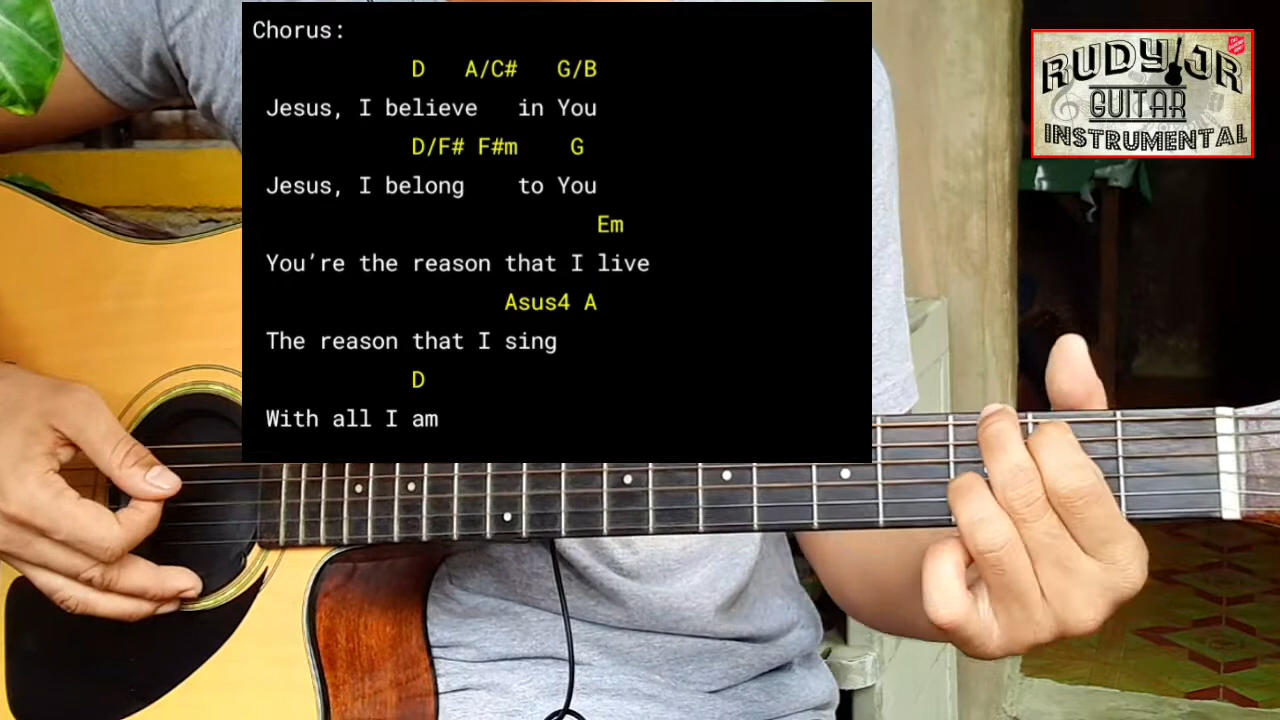 Chorus:
D A/C# G/B
Jesus, I believe in You
D/F# F#m G
Jesus, I belong to You
Em
You’re the reason that I live
Asus4 A
The reason that I sing
D
With all I am
RUDY JR
GUITAR
INSTRUMENTAL